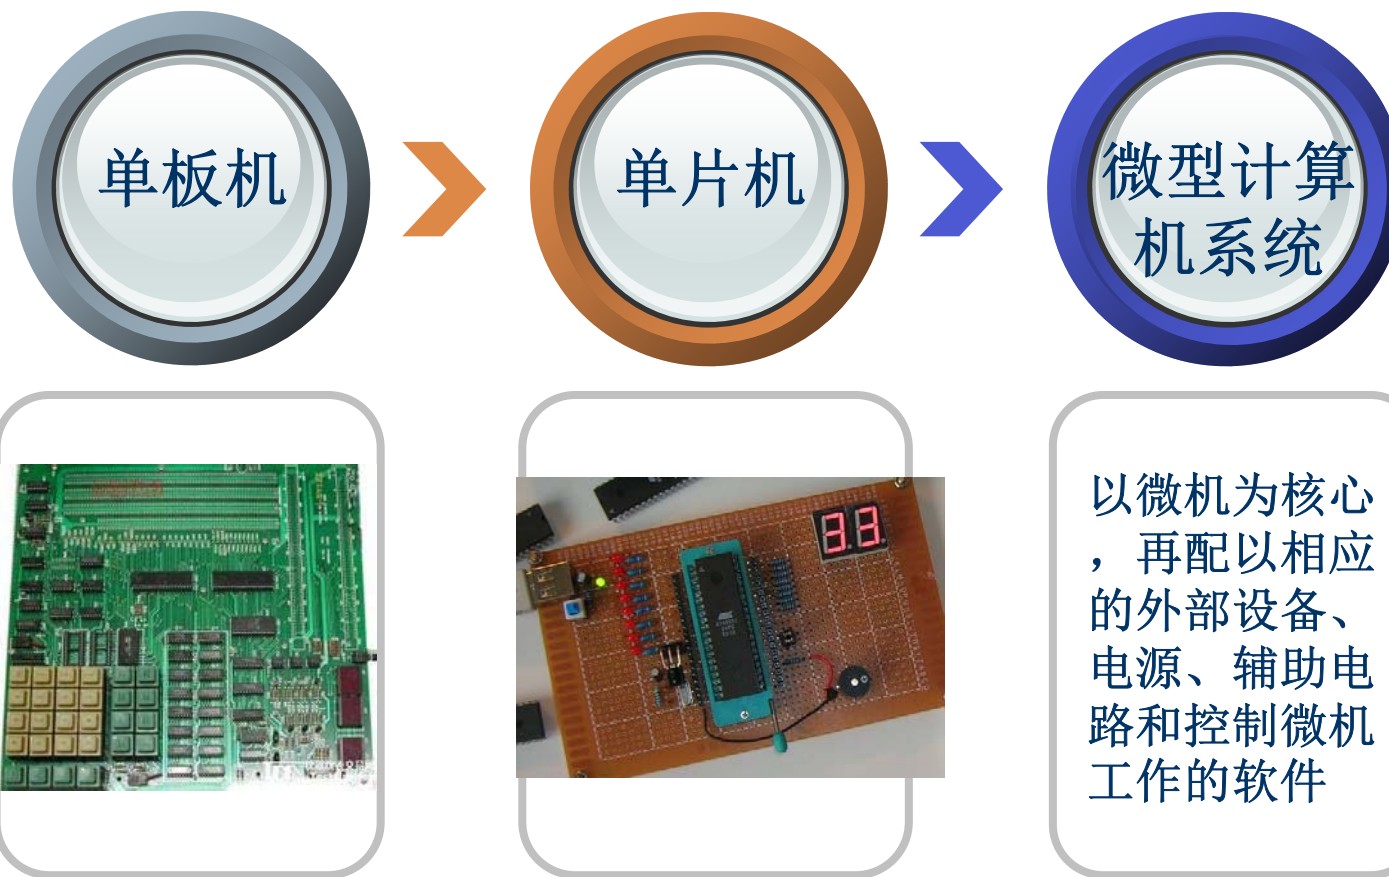 单板机
单片机
微型计算
机系统
33
以微机为核心
，再配以相应
的外部设备、
电源、辅助电
路和控制微机
工作的软件